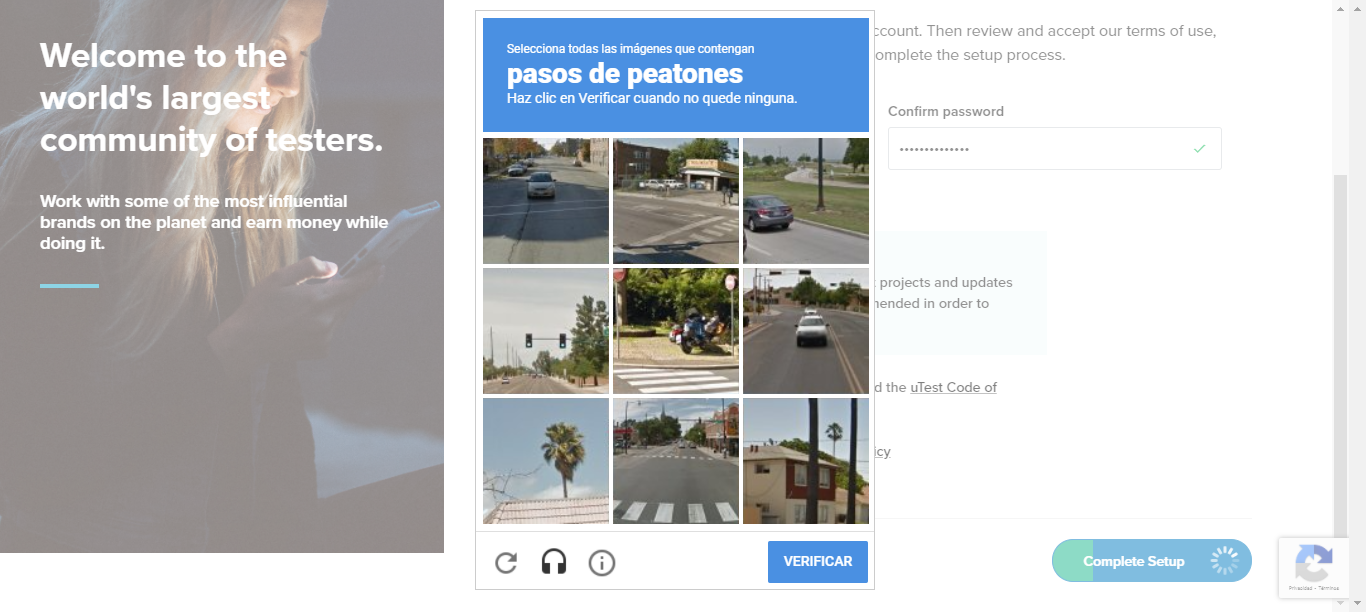 Welcome to the
world's largest
community of testers.
Work with some of the most influential
brands on the planet and earn money while
doing it.
Selecciona todas las imágenes que contengan
pasos de peatones
Haz clic en Verificar cuando no quede ninguna.
VERIFICAR
ccount. Then review and accept our terms of use,
omplete the setup process.
Confirm password
projects and updates
nended in order to
d the uTest Code of
icy
Complete Setup
Privacidad - Términos